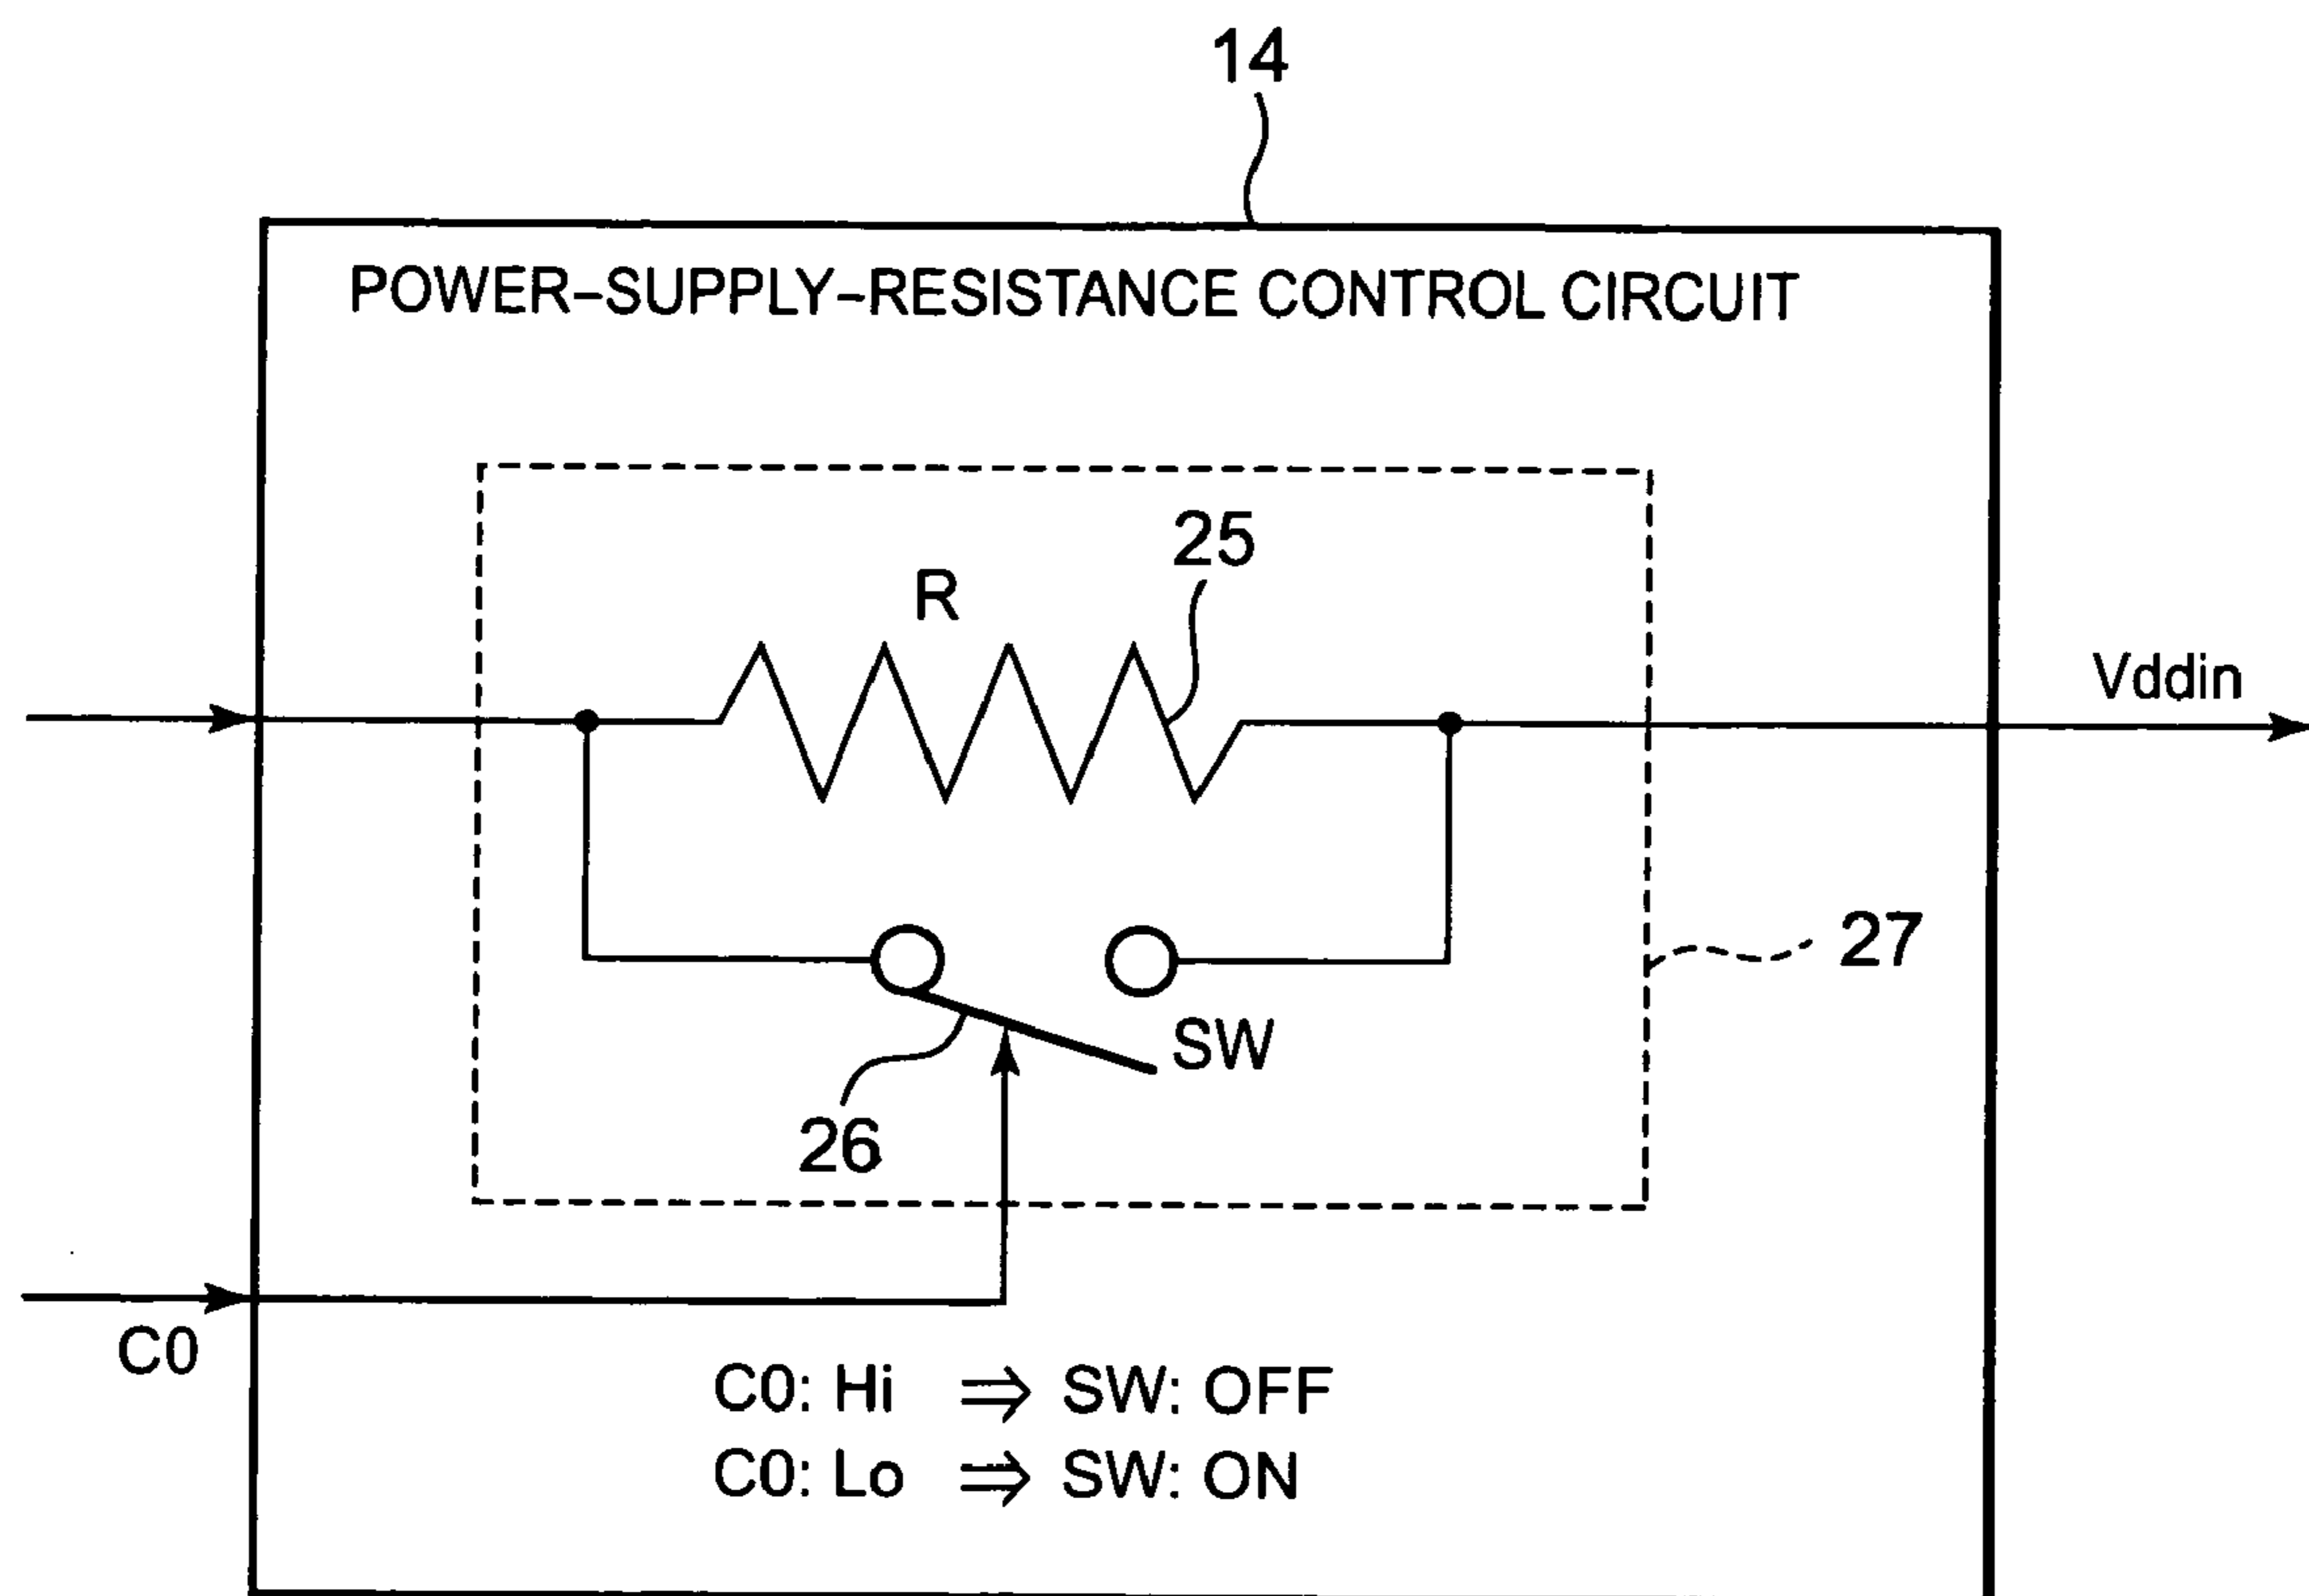 14
POWER-SUPPLY-RESISTANCE CONTROL CIRCUIT
25
R
Vddin
27
SW
26
C0
C0: Hi ⇒ SW: OFF
C0: Lo ⇒ SW: ON